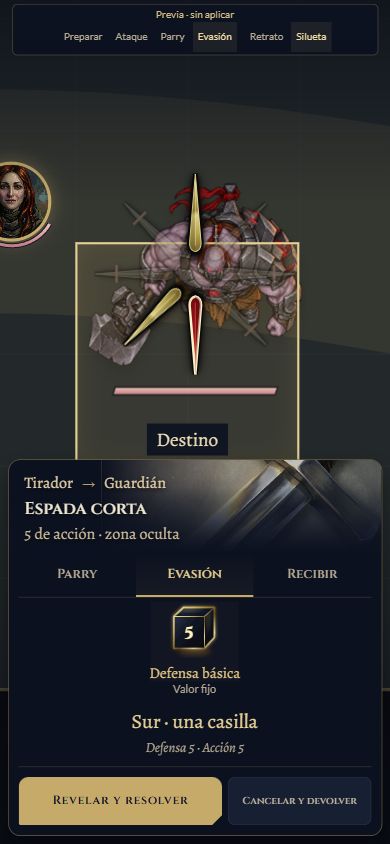 Previa · sin aplicar
Preparar Ataque Parry Evasión Retrato Silueta
Destino
Tirador → Guardián
Espada corta
5 de acción · zona oculta
Parry Evasión Recibir
5
Defensa básica
Valor fijo
Sur · una casilla
Defensa 5 · Acción 5
Revelar y resolver Cancelar y devolver